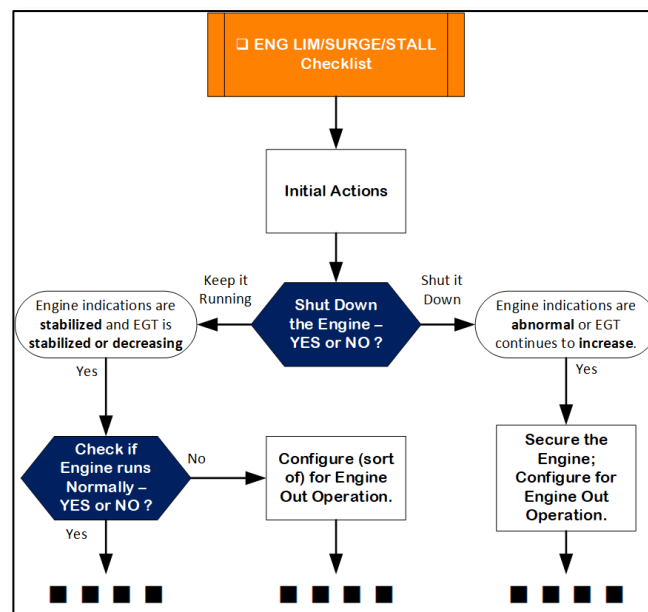 ❑ ENG LIM/SURGE/STALL
Checklist
Initial Actions
Keep it
Running
Shut it
Down
Shut Down
the Engine –
YES or NO ?
Engine indications are
stabilized and EGT is
stabilized or decreasing
Engine indications are
abnormal or EGT
continues to increase.
Yes
Yes
Check if
Engine runs
Normally –
YES or NO ?
No
Configure (sort
of) for Engine
Out Operation.
Secure the
Engine;
Configure for
Engine Out
Operation.
Yes